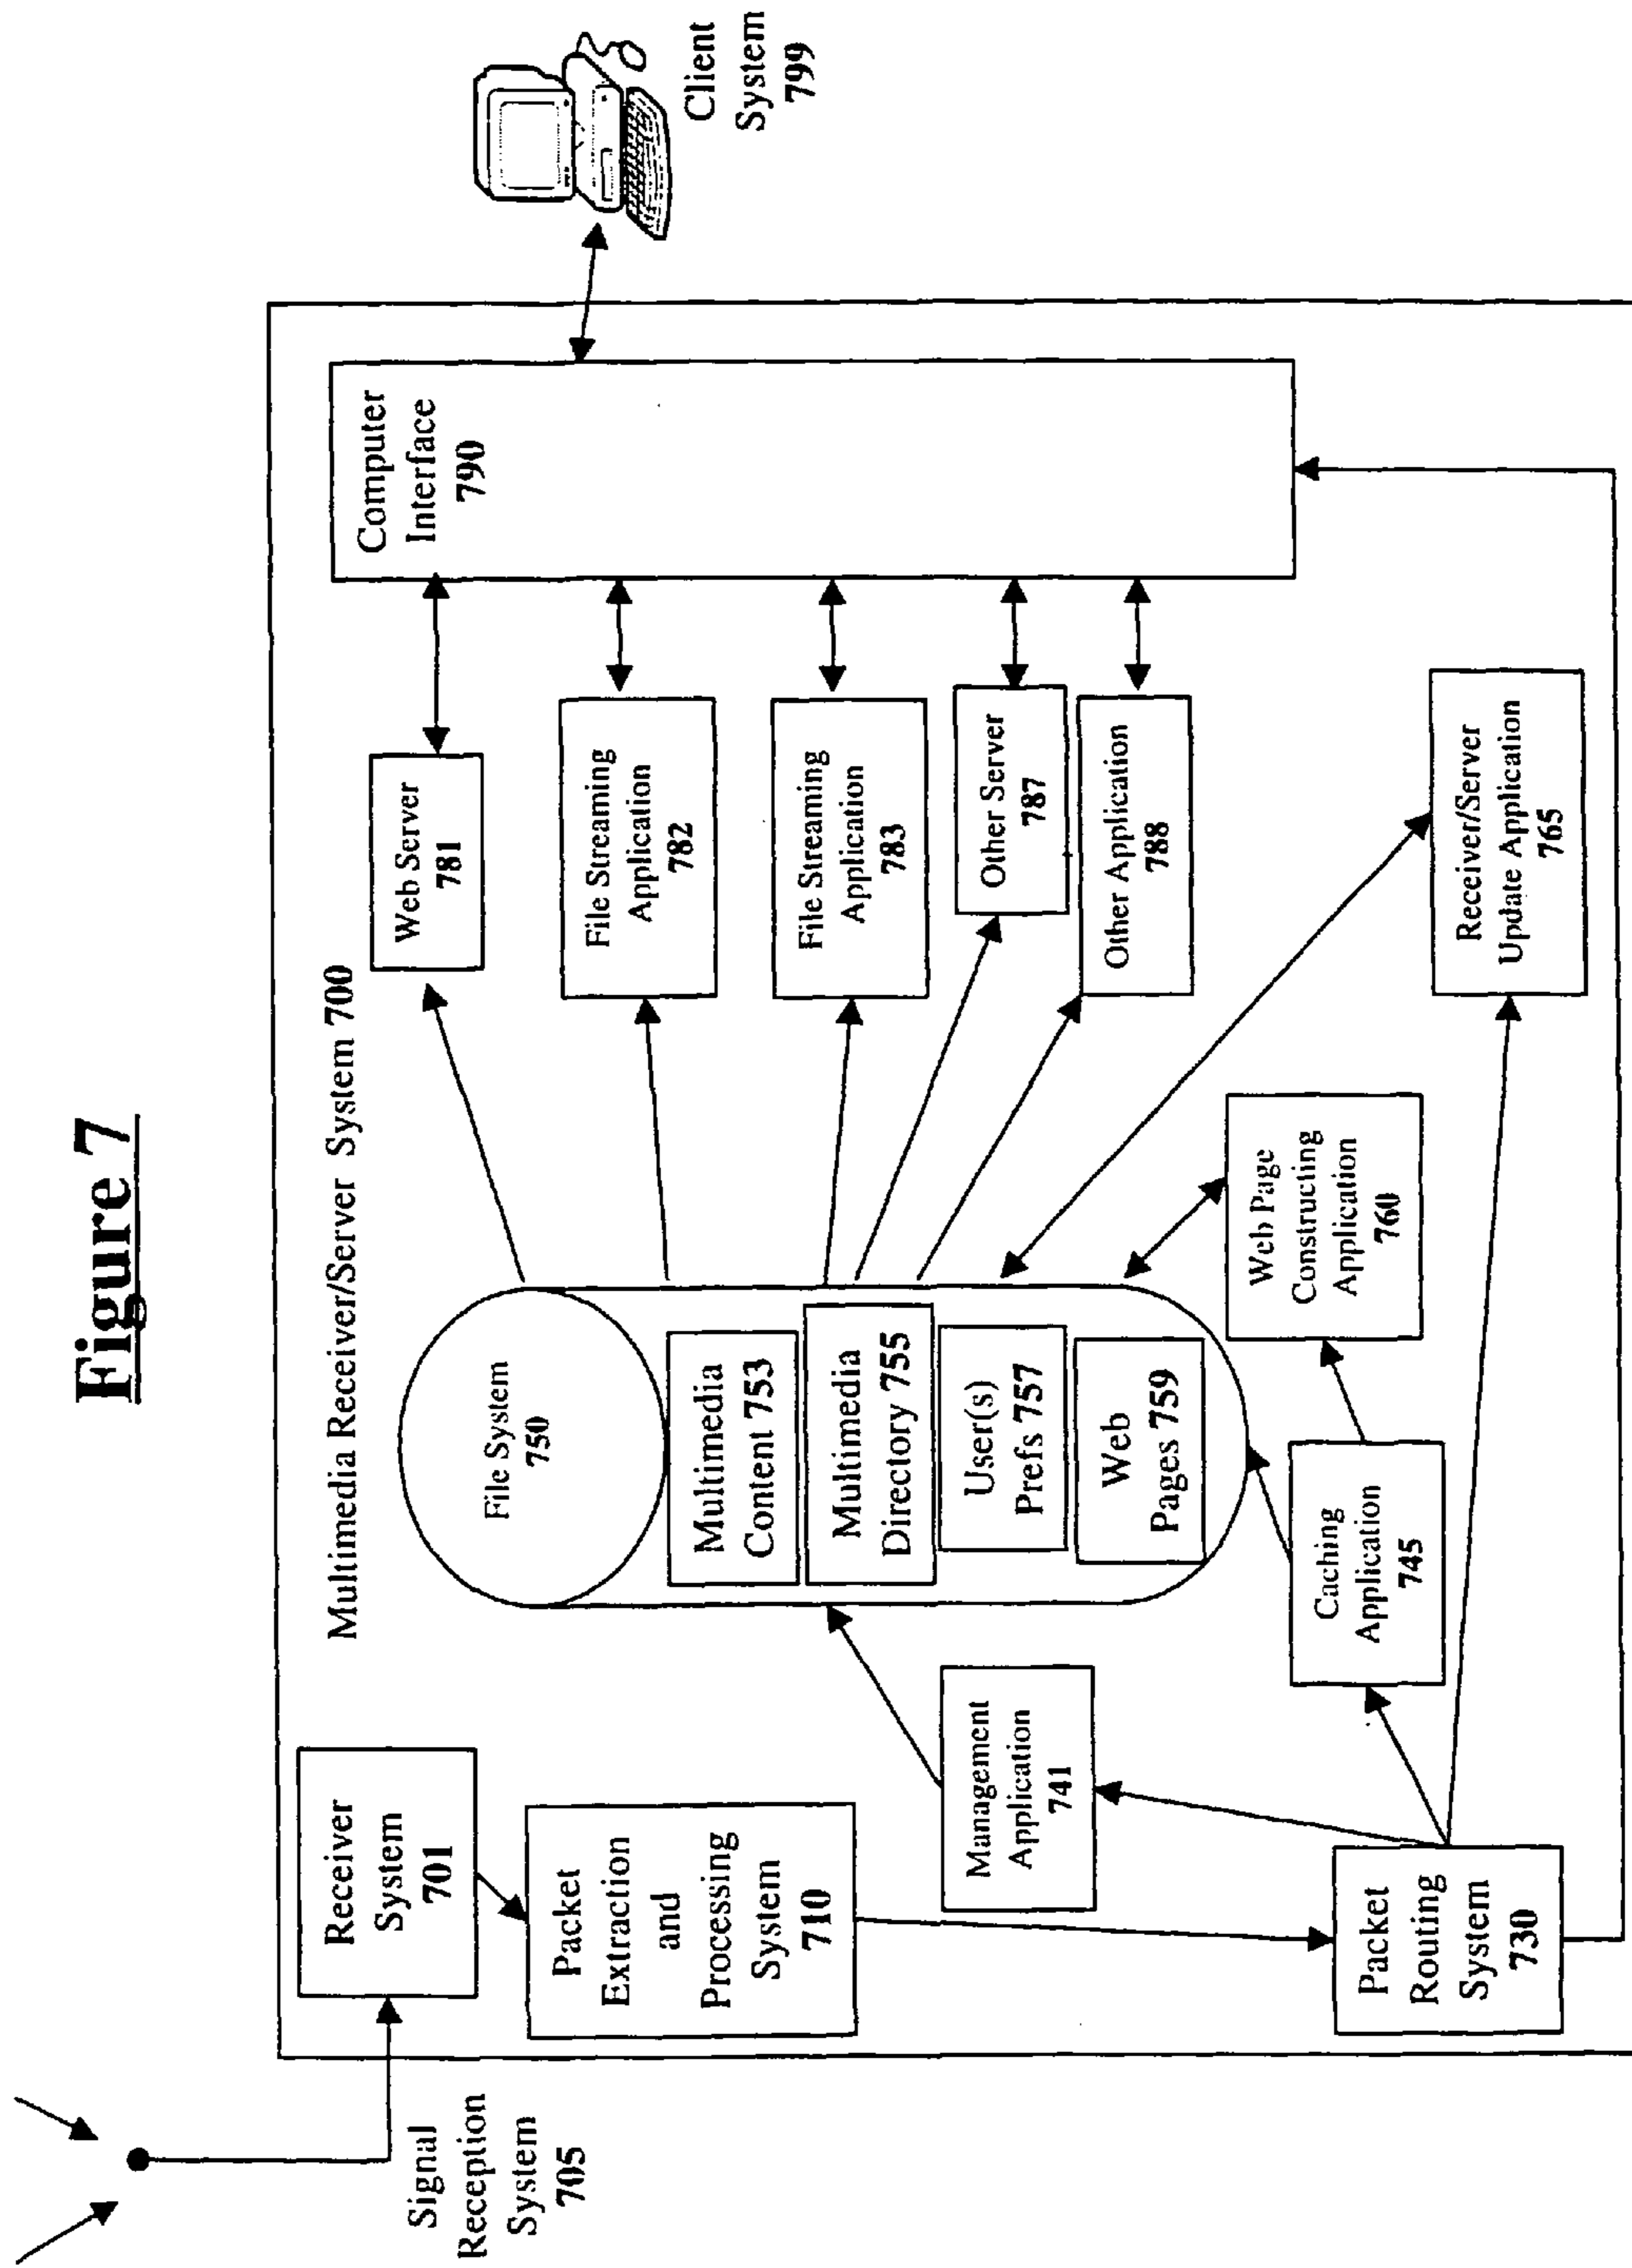 Figure 7
Multimedia Receiver/Server System 700
Signal
Reception
System
705
Receiver
System
701
Packet
Extraction
and
Processing
System
710
Packet
Routing
System
730
Management
Application
741
Caching
Application
745
File System
750
Multimedia
Content 753
Multimedia
Directory 755
User(s)
Prefs 757
Web
Pages 759
Web Page
Constructing
Application
760
Receiver/Server
Update Application
765
Web Server
781
File Streaming
Application
782
File Streaming
Application
783
Other Server
787
Other Application
788
Computer
Interface
790
Client
System
799